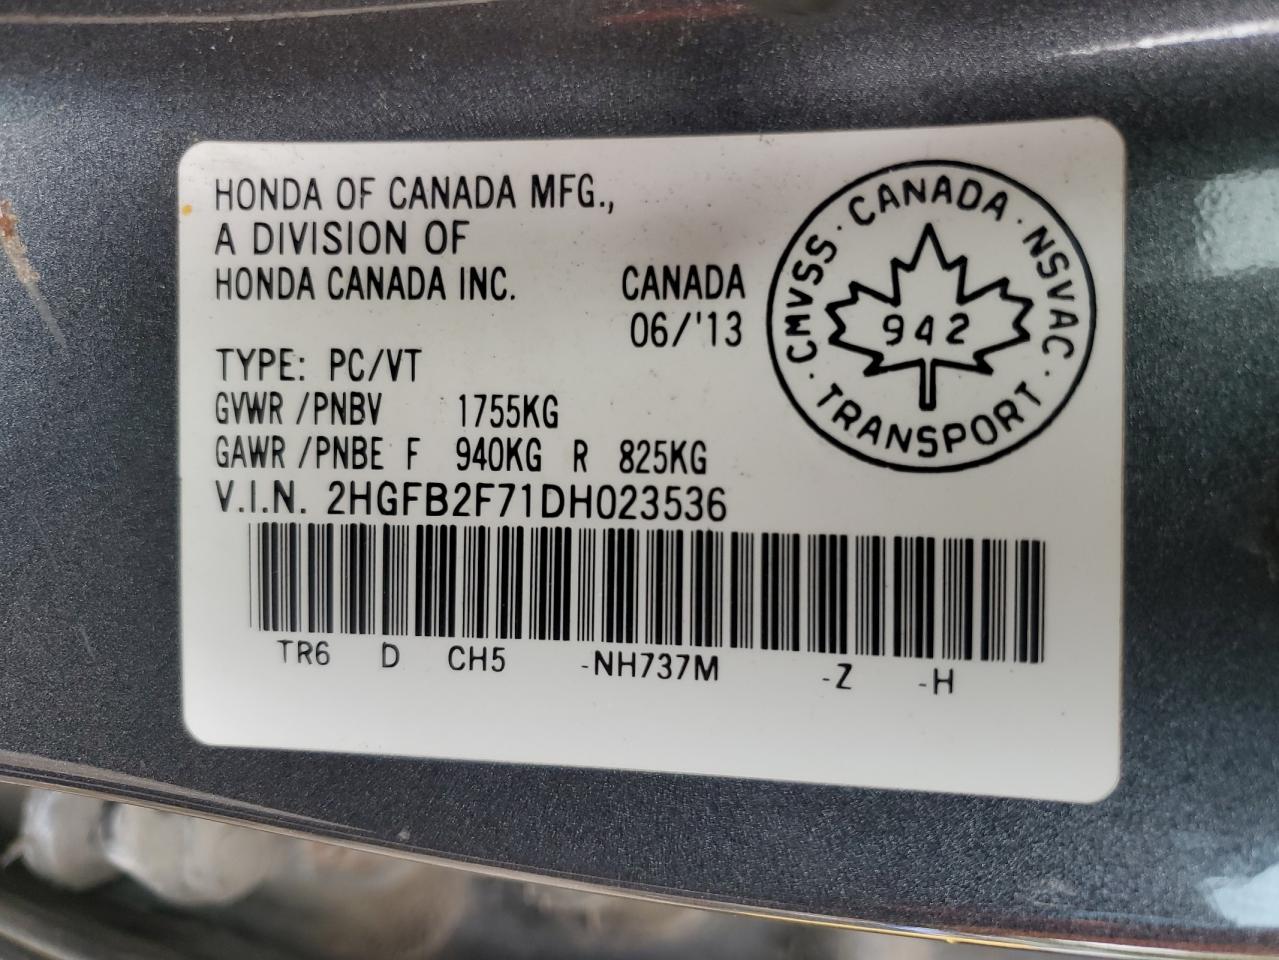 HONDA OF CANADA MFG.,
A DIVISION OF
HONDA CANADA INC. CANADA
06/'13
TYPE: PC/VT
GVWR /PNBV 1755KG
GAWR /PNBE F 940KG R 825KG
V.I.N. 2HGFB2F71DH023536
TR6 D CH5 -NH737M -Z -H
CMVSS · CANADA · NSVAC ·
942
TRANSPORT ·